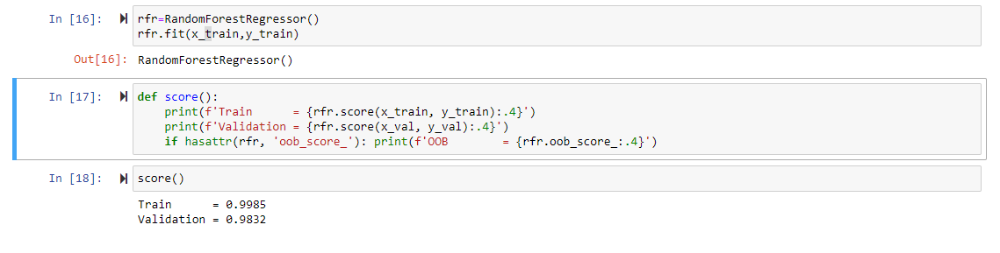 In [16]: rfr=RandomForestRegressor()
rfr.fit(x_train,y_train)
Out[16]: RandomForestRegressor()
In [17]: def score():
    print(f'Train      = {rfr.score(x_train, y_train):.4}')
    print(f'Validation = {rfr.score(x_val, y_val):.4}')
    if hasattr(rfr, 'oob_score_'): print(f'OOB        = {rfr.oob_score_:.4}')
In [18]: score()
Train      = 0.9985
Validation = 0.9832